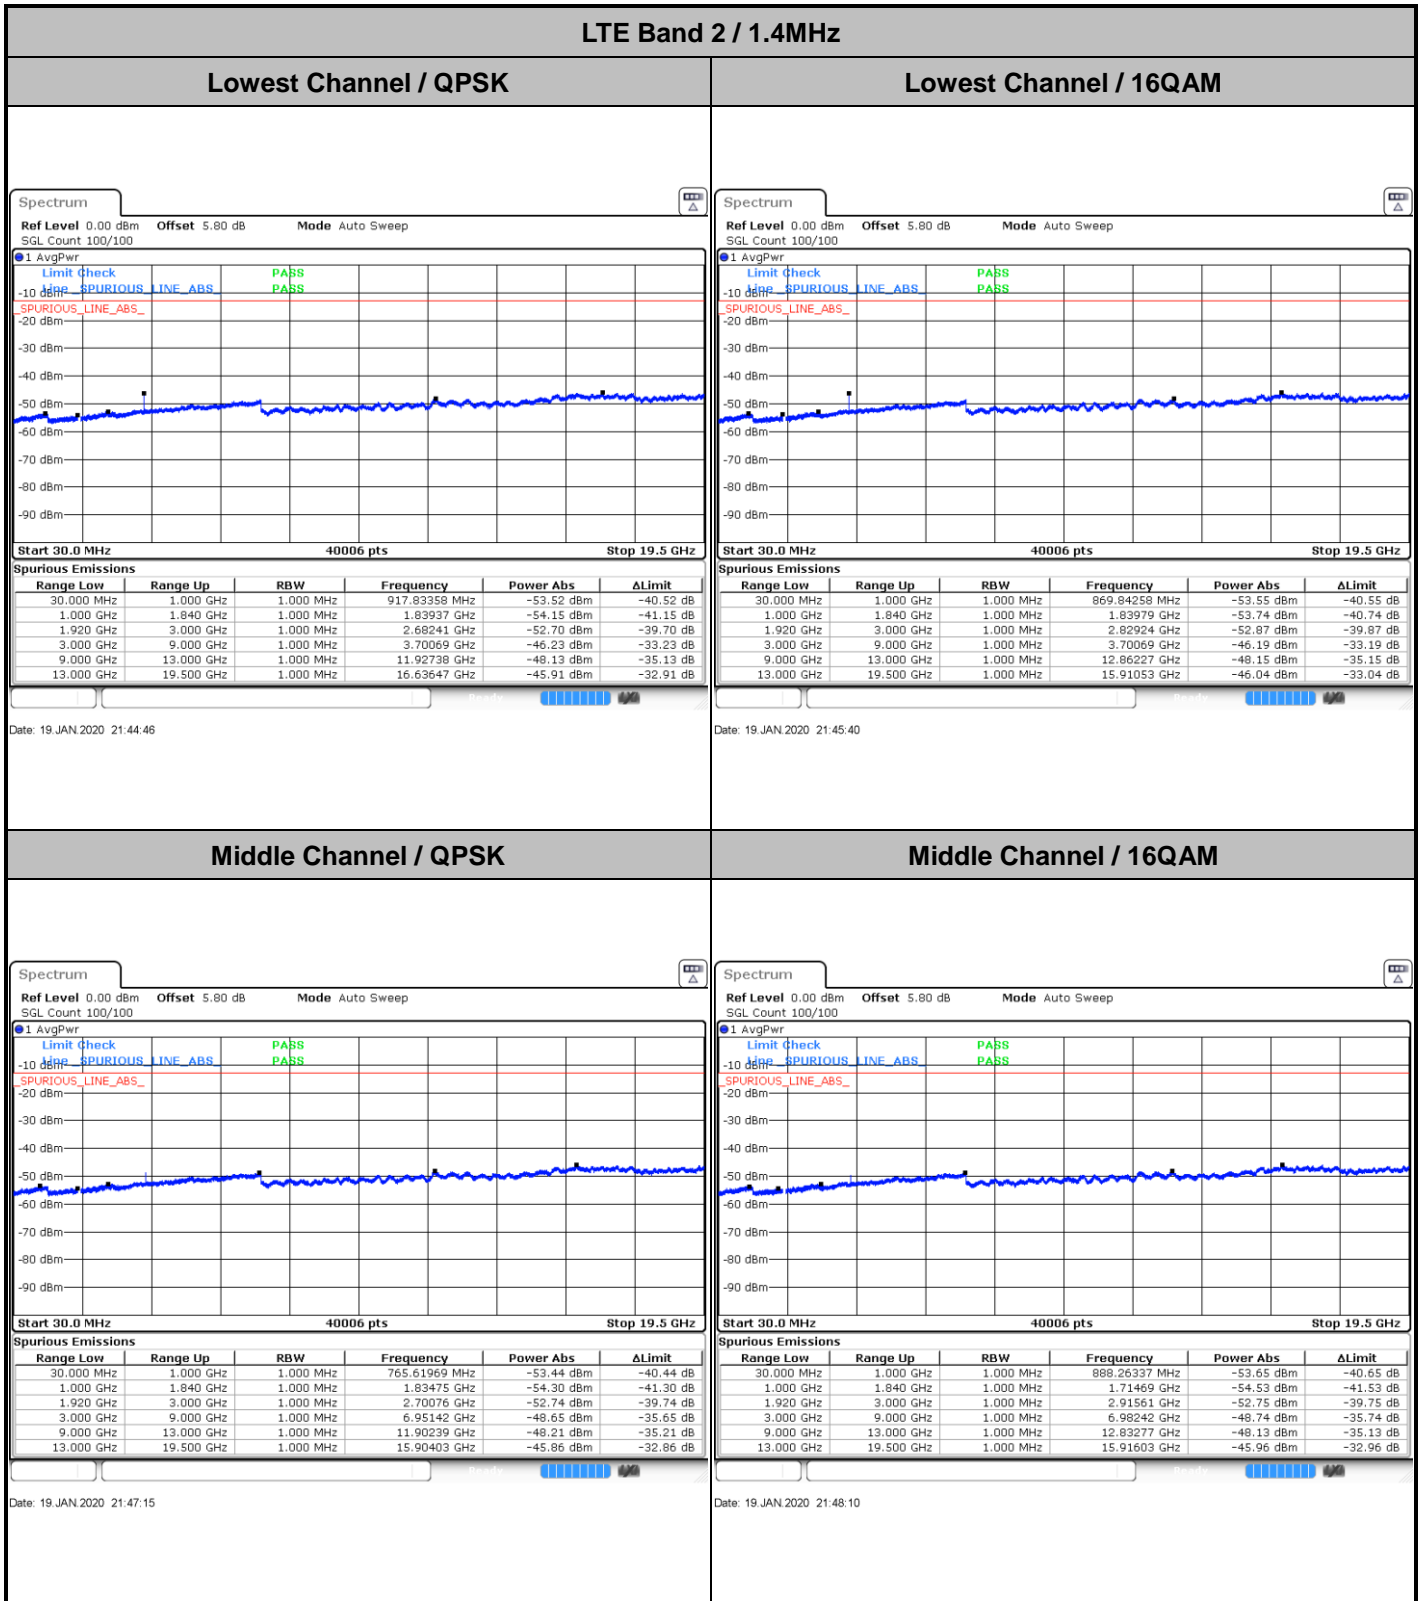 LTE Band 2 / 1.4MHz
Lowest Channel / QPSK
Lowest Channel / 16QAM
Spectrum
Ref Level 0.00 dBm Offset 5.80 dB Mode Auto Sweep
SGL Count 100/100
1 AvgPwr
Limit Check PASS
Line _SPURIOUS_LINE_ABS_ PASS
-10 dBm
_SPURIOUS_LINE_ABS_
-20 dBm
-30 dBm
-40 dBm
-50 dBm
-60 dBm
-70 dBm
-80 dBm
-90 dBm
Start 30.0 MHz 40006 pts Stop 19.5 GHz
Spurious Emissions
Range Low Range Up RBW Frequency Power Abs ΔLimit
30.000 MHz 1.000 GHz 1.000 MHz 917.83358 MHz -53.52 dBm -40.52 dB
1.000 GHz 1.840 GHz 1.000 MHz 1.83937 GHz -54.15 dBm -41.15 dB
1.920 GHz 3.000 GHz 1.000 MHz 2.68241 GHz -52.70 dBm -39.70 dB
3.000 GHz 9.000 GHz 1.000 MHz 3.70069 GHz -46.23 dBm -33.23 dB
9.000 GHz 13.000 GHz 1.000 MHz 11.92738 GHz -48.13 dBm -35.13 dB
13.000 GHz 19.500 GHz 1.000 MHz 16.63647 GHz -45.91 dBm -32.91 dB
Ready
Date: 19.JAN.2020 21:44:46
Spectrum
Ref Level 0.00 dBm Offset 5.80 dB Mode Auto Sweep
SGL Count 100/100
1 AvgPwr
Limit Check PASS
Line _SPURIOUS_LINE_ABS_ PASS
-10 dBm
_SPURIOUS_LINE_ABS_
-20 dBm
-30 dBm
-40 dBm
-50 dBm
-60 dBm
-70 dBm
-80 dBm
-90 dBm
Start 30.0 MHz 40006 pts Stop 19.5 GHz
Spurious Emissions
Range Low Range Up RBW Frequency Power Abs ΔLimit
30.000 MHz 1.000 GHz 1.000 MHz 869.84258 MHz -53.55 dBm -40.55 dB
1.000 GHz 1.840 GHz 1.000 MHz 1.83979 GHz -53.74 dBm -40.74 dB
1.920 GHz 3.000 GHz 1.000 MHz 2.82924 GHz -52.87 dBm -39.87 dB
3.000 GHz 9.000 GHz 1.000 MHz 3.70069 GHz -46.19 dBm -33.19 dB
9.000 GHz 13.000 GHz 1.000 MHz 12.86227 GHz -48.15 dBm -35.15 dB
13.000 GHz 19.500 GHz 1.000 MHz 15.91053 GHz -46.04 dBm -33.04 dB
Ready
Date: 19.JAN.2020 21:45:40
Middle Channel / QPSK
Middle Channel / 16QAM
Spectrum
Ref Level 0.00 dBm Offset 5.80 dB Mode Auto Sweep
SGL Count 100/100
1 AvgPwr
Limit Check PASS
Line _SPURIOUS_LINE_ABS_ PASS
-10 dBm
_SPURIOUS_LINE_ABS_
-20 dBm
-30 dBm
-40 dBm
-50 dBm
-60 dBm
-70 dBm
-80 dBm
-90 dBm
Start 30.0 MHz 40006 pts Stop 19.5 GHz
Spurious Emissions
Range Low Range Up RBW Frequency Power Abs ΔLimit
30.000 MHz 1.000 GHz 1.000 MHz 765.61969 MHz -53.44 dBm -40.44 dB
1.000 GHz 1.840 GHz 1.000 MHz 1.83475 GHz -54.30 dBm -41.30 dB
1.920 GHz 3.000 GHz 1.000 MHz 2.70076 GHz -52.74 dBm -39.74 dB
3.000 GHz 9.000 GHz 1.000 MHz 6.95142 GHz -48.65 dBm -35.65 dB
9.000 GHz 13.000 GHz 1.000 MHz 11.90239 GHz -48.21 dBm -35.21 dB
13.000 GHz 19.500 GHz 1.000 MHz 15.90403 GHz -45.86 dBm -32.86 dB
Ready
Date: 19.JAN.2020 21:47:15
Spectrum
Ref Level 0.00 dBm Offset 5.80 dB Mode Auto Sweep
SGL Count 100/100
1 AvgPwr
Limit Check PASS
Line _SPURIOUS_LINE_ABS_ PASS
-10 dBm
_SPURIOUS_LINE_ABS_
-20 dBm
-30 dBm
-40 dBm
-50 dBm
-60 dBm
-70 dBm
-80 dBm
-90 dBm
Start 30.0 MHz 40006 pts Stop 19.5 GHz
Spurious Emissions
Range Low Range Up RBW Frequency Power Abs ΔLimit
30.000 MHz 1.000 GHz 1.000 MHz 888.26337 MHz -53.65 dBm -40.65 dB
1.000 GHz 1.840 GHz 1.000 MHz 1.71469 GHz -54.53 dBm -41.53 dB
1.920 GHz 3.000 GHz 1.000 MHz 2.91561 GHz -52.75 dBm -39.75 dB
3.000 GHz 9.000 GHz 1.000 MHz 6.98242 GHz -48.74 dBm -35.74 dB
9.000 GHz 13.000 GHz 1.000 MHz 12.83277 GHz -48.13 dBm -35.13 dB
13.000 GHz 19.500 GHz 1.000 MHz 15.91603 GHz -45.96 dBm -32.96 dB
Ready
Date: 19.JAN.2020 21:48:10